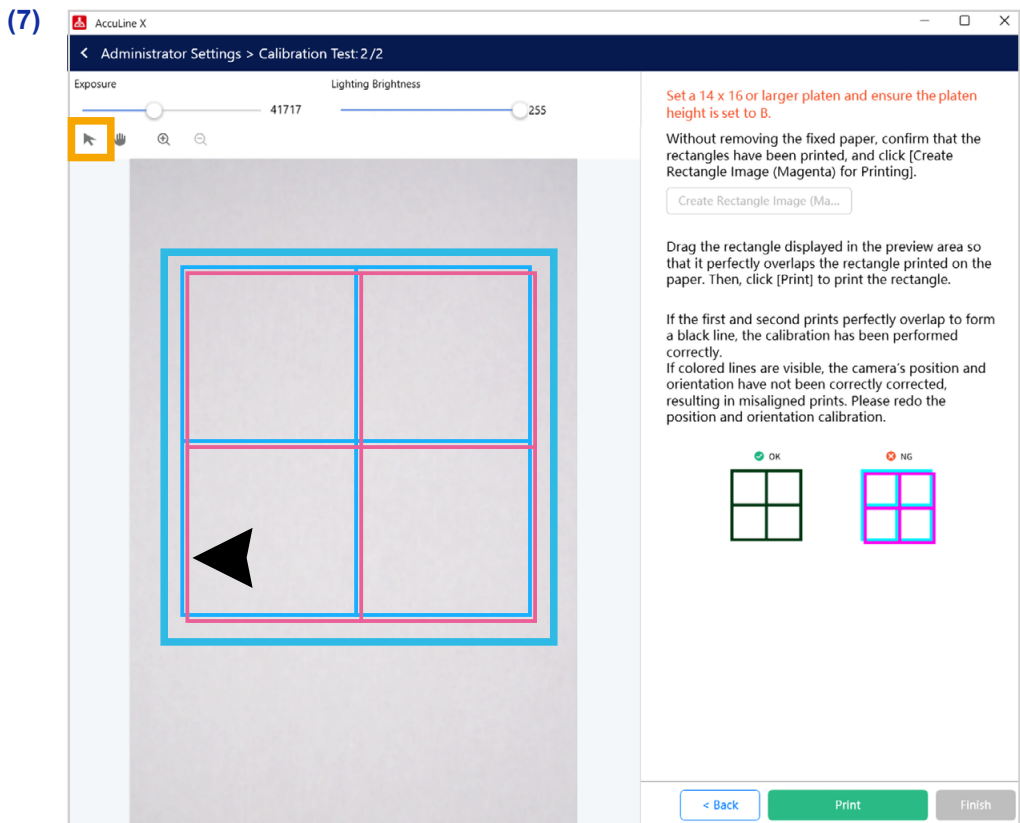 (7)
AccuLine X
< Administrator Settings > Calibration Test: 2/2
Exposure
41717
Lighting Brightness
255
Set a 14 x 16 or larger platen and ensure the platen
height is set to B.
Without removing the fixed paper, confirm that the
rectangles have been printed, and click [Create
Rectangle Image (Magenta) for Printing].
Create Rectangle Image (Ma...
Drag the rectangle displayed in the preview area so
that it perfectly overlaps the rectangle printed on the
paper. Then, click [Print] to print the rectangle.
If the first and second prints perfectly overlap to form
a black line, the calibration has been performed
correctly.
If colored lines are visible, the camera's position and
orientation have not been correctly corrected,
resulting in misaligned prints. Please redo the
position and orientation calibration.
OK
NG
< Back
Print
Finish